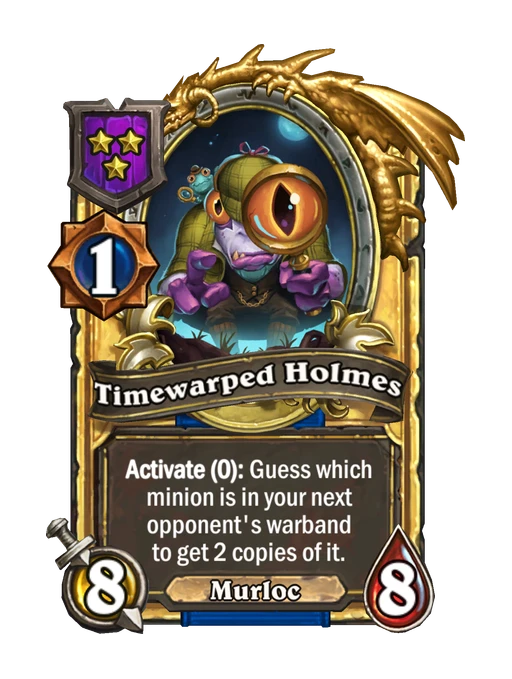 1
Timewarped Holmes
Activate (0): Guess which
minion is in your next
opponent's warband
to get 2 copies of it.
Murloc
8
8